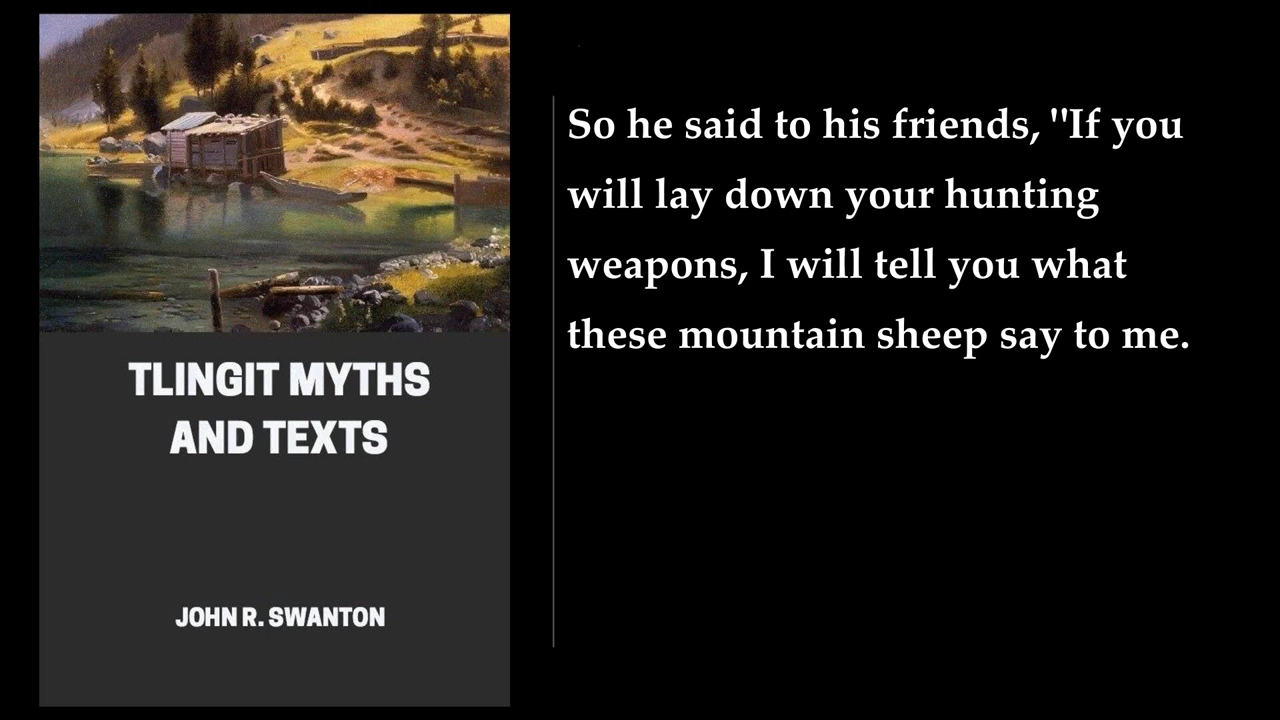 TLINGIT MYTHS
AND TEXTS
JOHN R. SWANTON
So he said to his friends, "If you
will lay down your hunting
weapons, I will tell you what
these mountain sheep say to me.